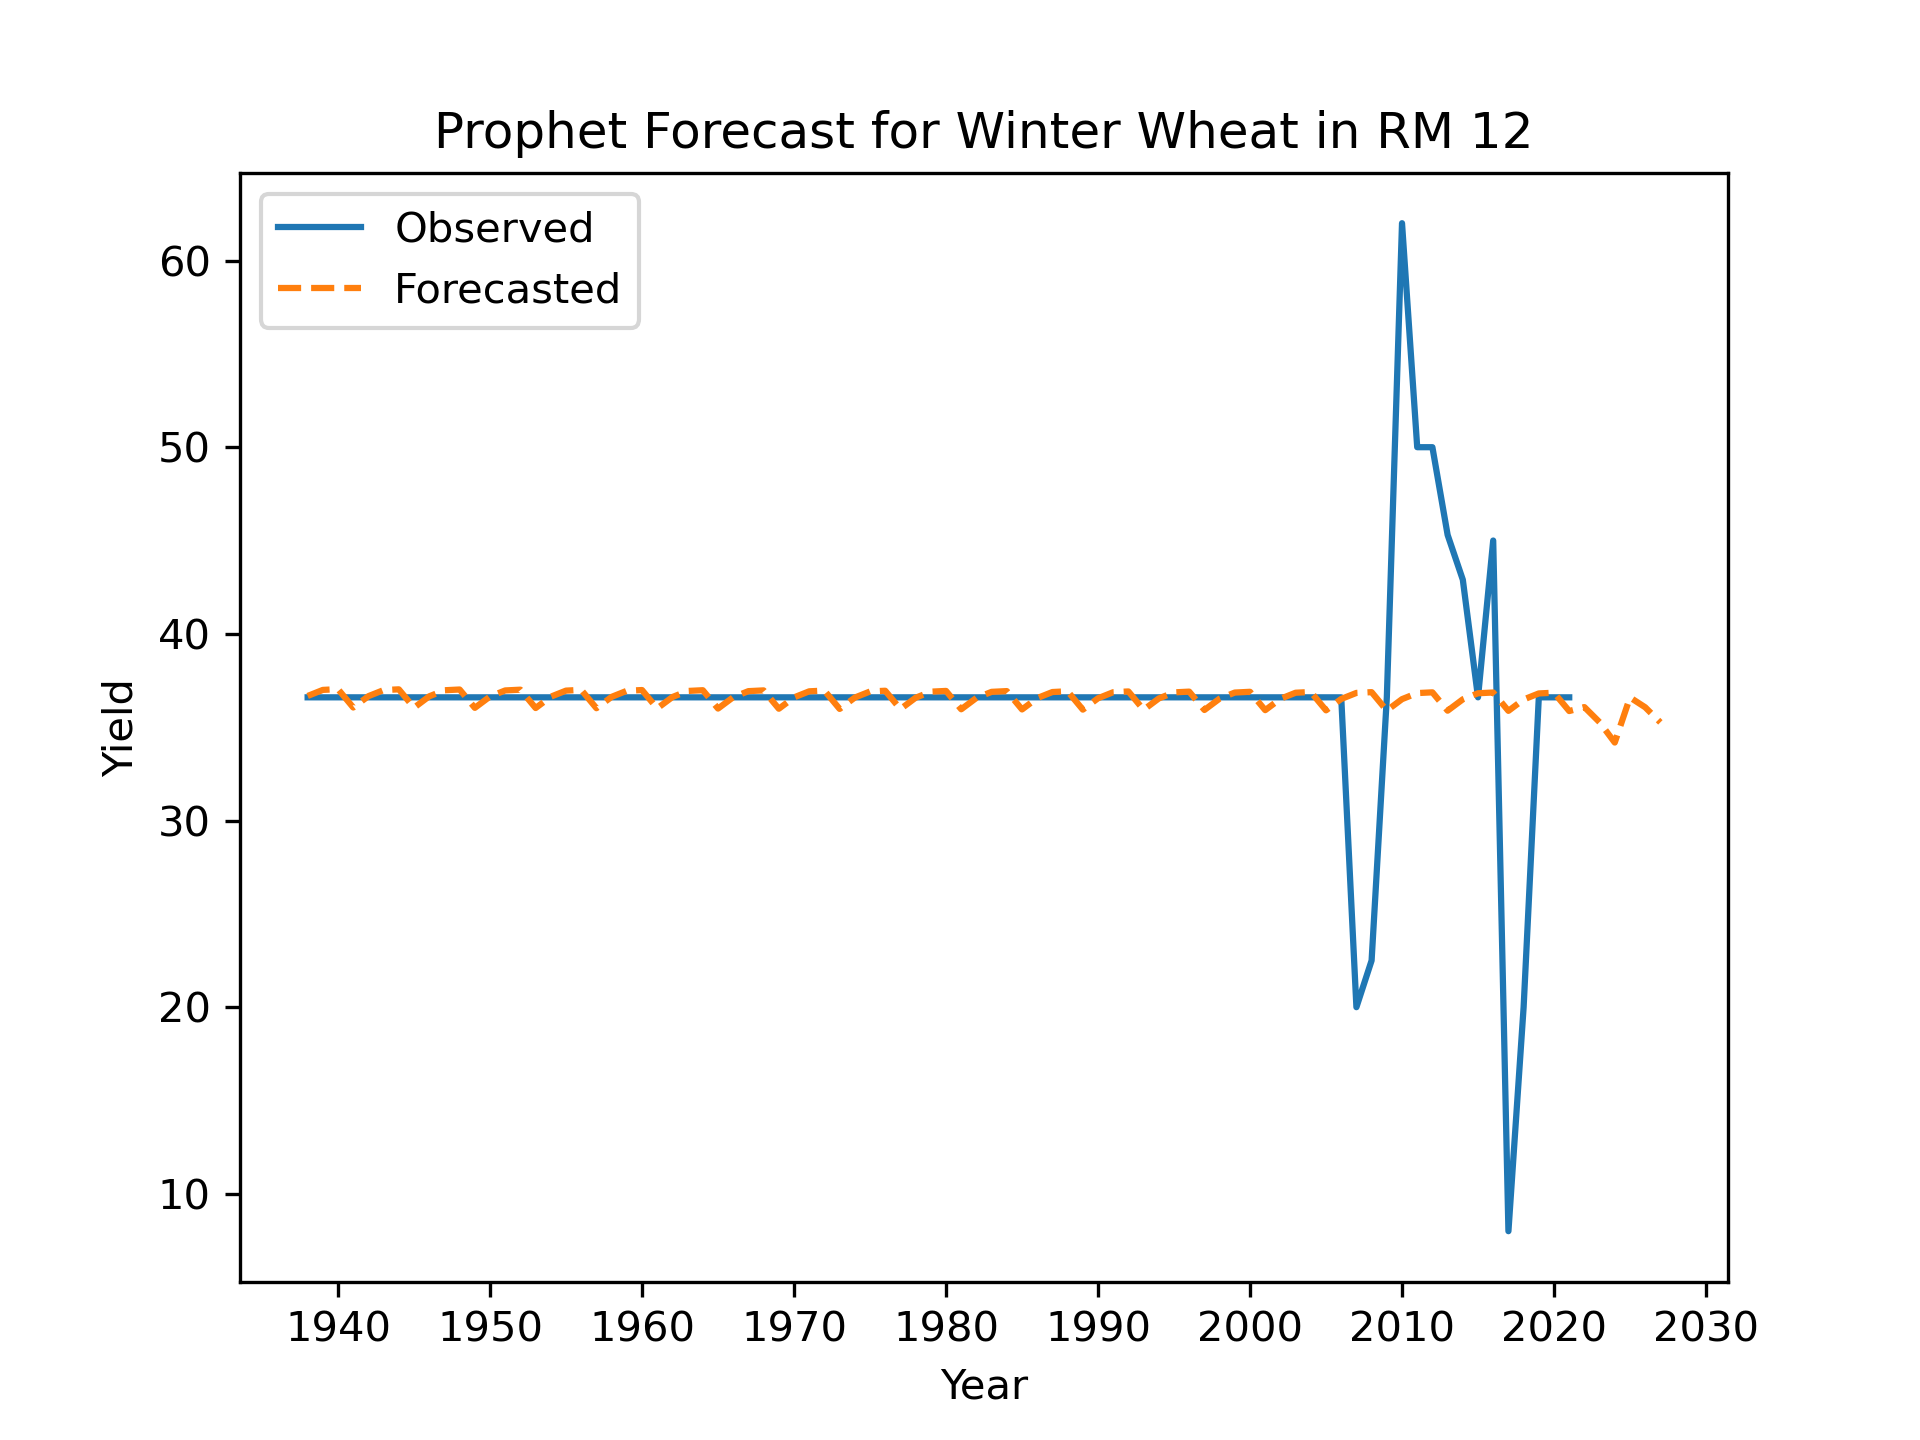 Prophet Forecast for Winter Wheat in RM 12
Observed
Forecasted
60
50
40
30
20
10
Yield
1940 1950 1960 1970 1980 1990 2000 2010 2020 2030
Year